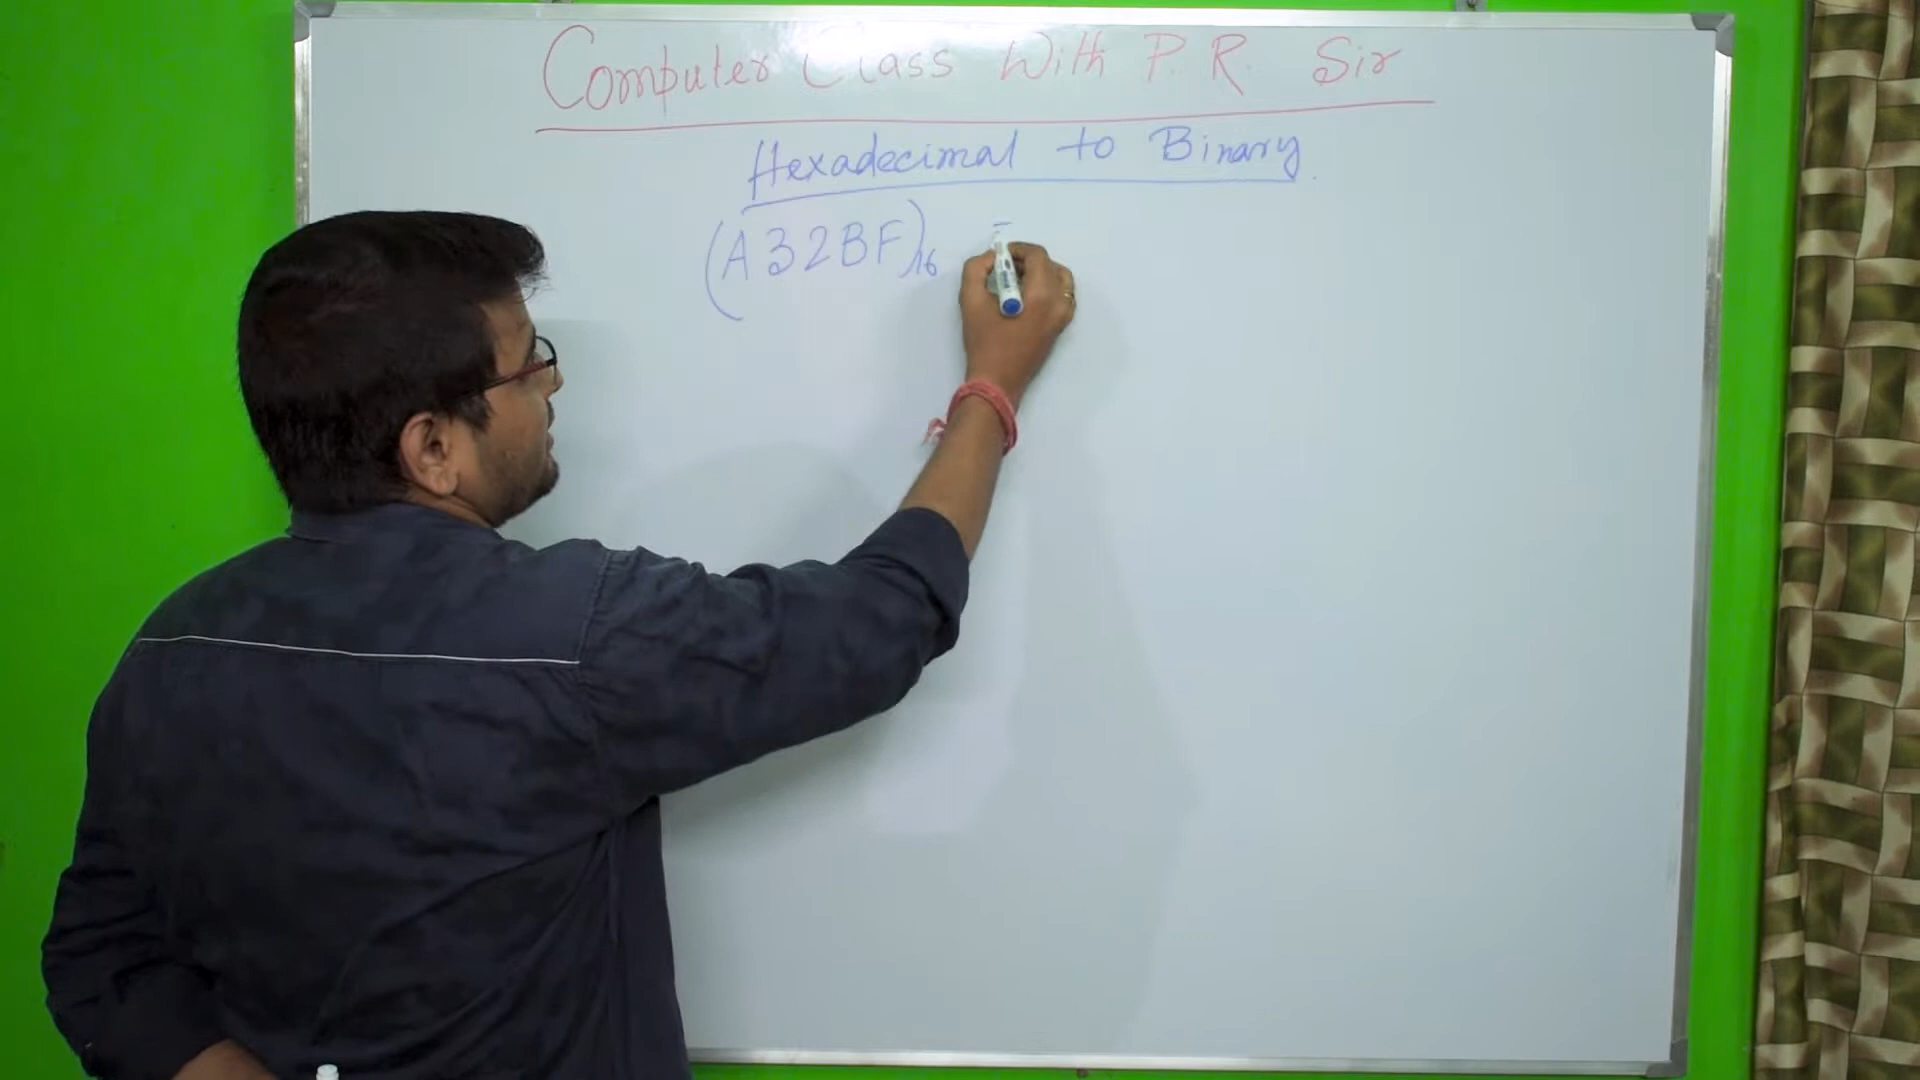 Computer Class With P. R. Sir
Hexadecimal to Binary
(A32BF)16 =